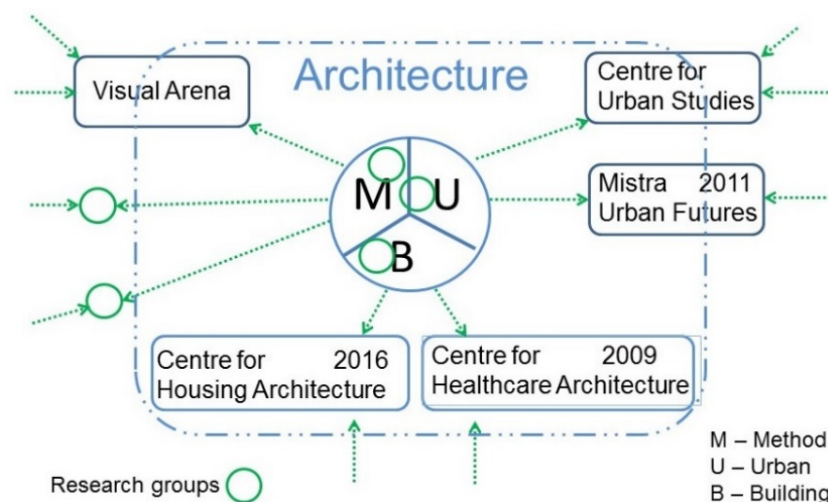 Architecture
Visual Arena
Centre for
Urban Studies
M U
B
Mistra 2011
Urban Futures
Centre for 2016
Housing Architecture
Centre for 2009
Healthcare Architecture
Research groups
M – Method
U – Urban
B – Building